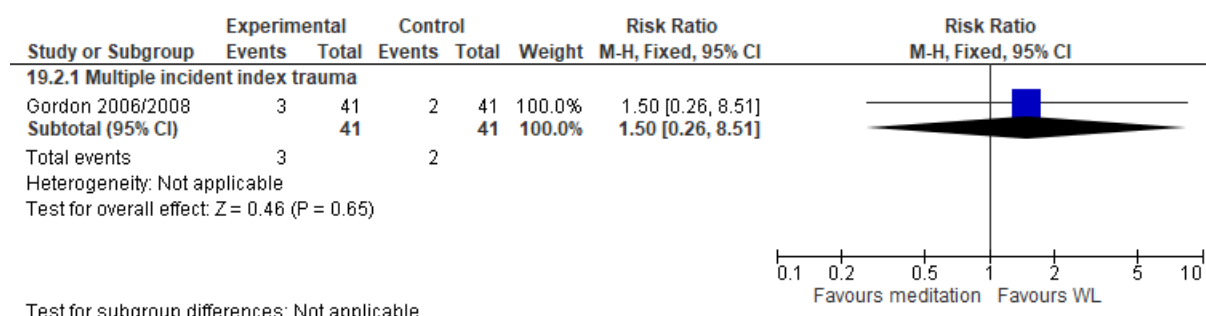 Experimental Control Risk Ratio Risk Ratio
Study or Subgroup Events Total Events Total Weight M-H, Fixed, 95% CI M-H, Fixed, 95% CI
19.2.1 Multiple incident index trauma
Gordon 2006/2008 3 41 2 41 100.0% 1.50 [0.26, 8.51]
Subtotal (95% CI) 41 41 100.0% 1.50 [0.26, 8.51]
Total events 3 2
Heterogeneity: Not applicable
Test for overall effect: Z = 0.46 (P = 0.65)
0.1 0.2 0.5 1 2 5 10
Favours meditation Favours WL
Test for subgroup differences: Not applicable